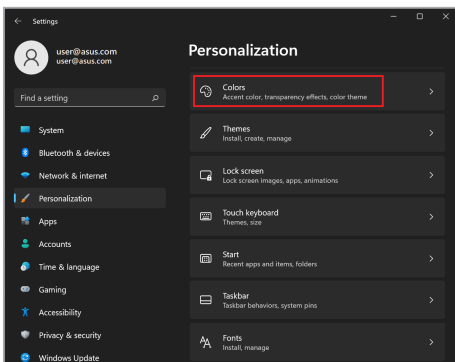 Settings
user@asus.com
user@asus.com
Find a setting
System
Bluetooth & devices
Network & internet
Personalization
Apps
Accounts
Time & language
Gaming
Accessibility
Privacy & security
Windows Update
Personalization
Colors
Accent color, transparency effects, color theme
Themes
Install, create, manage
Lock screen
Lock screen images, apps, animations
Touch keyboard
Themes, size
Start
Recent apps and items, folders
Taskbar
Taskbar behaviors, system pins
Fonts
Install, manage